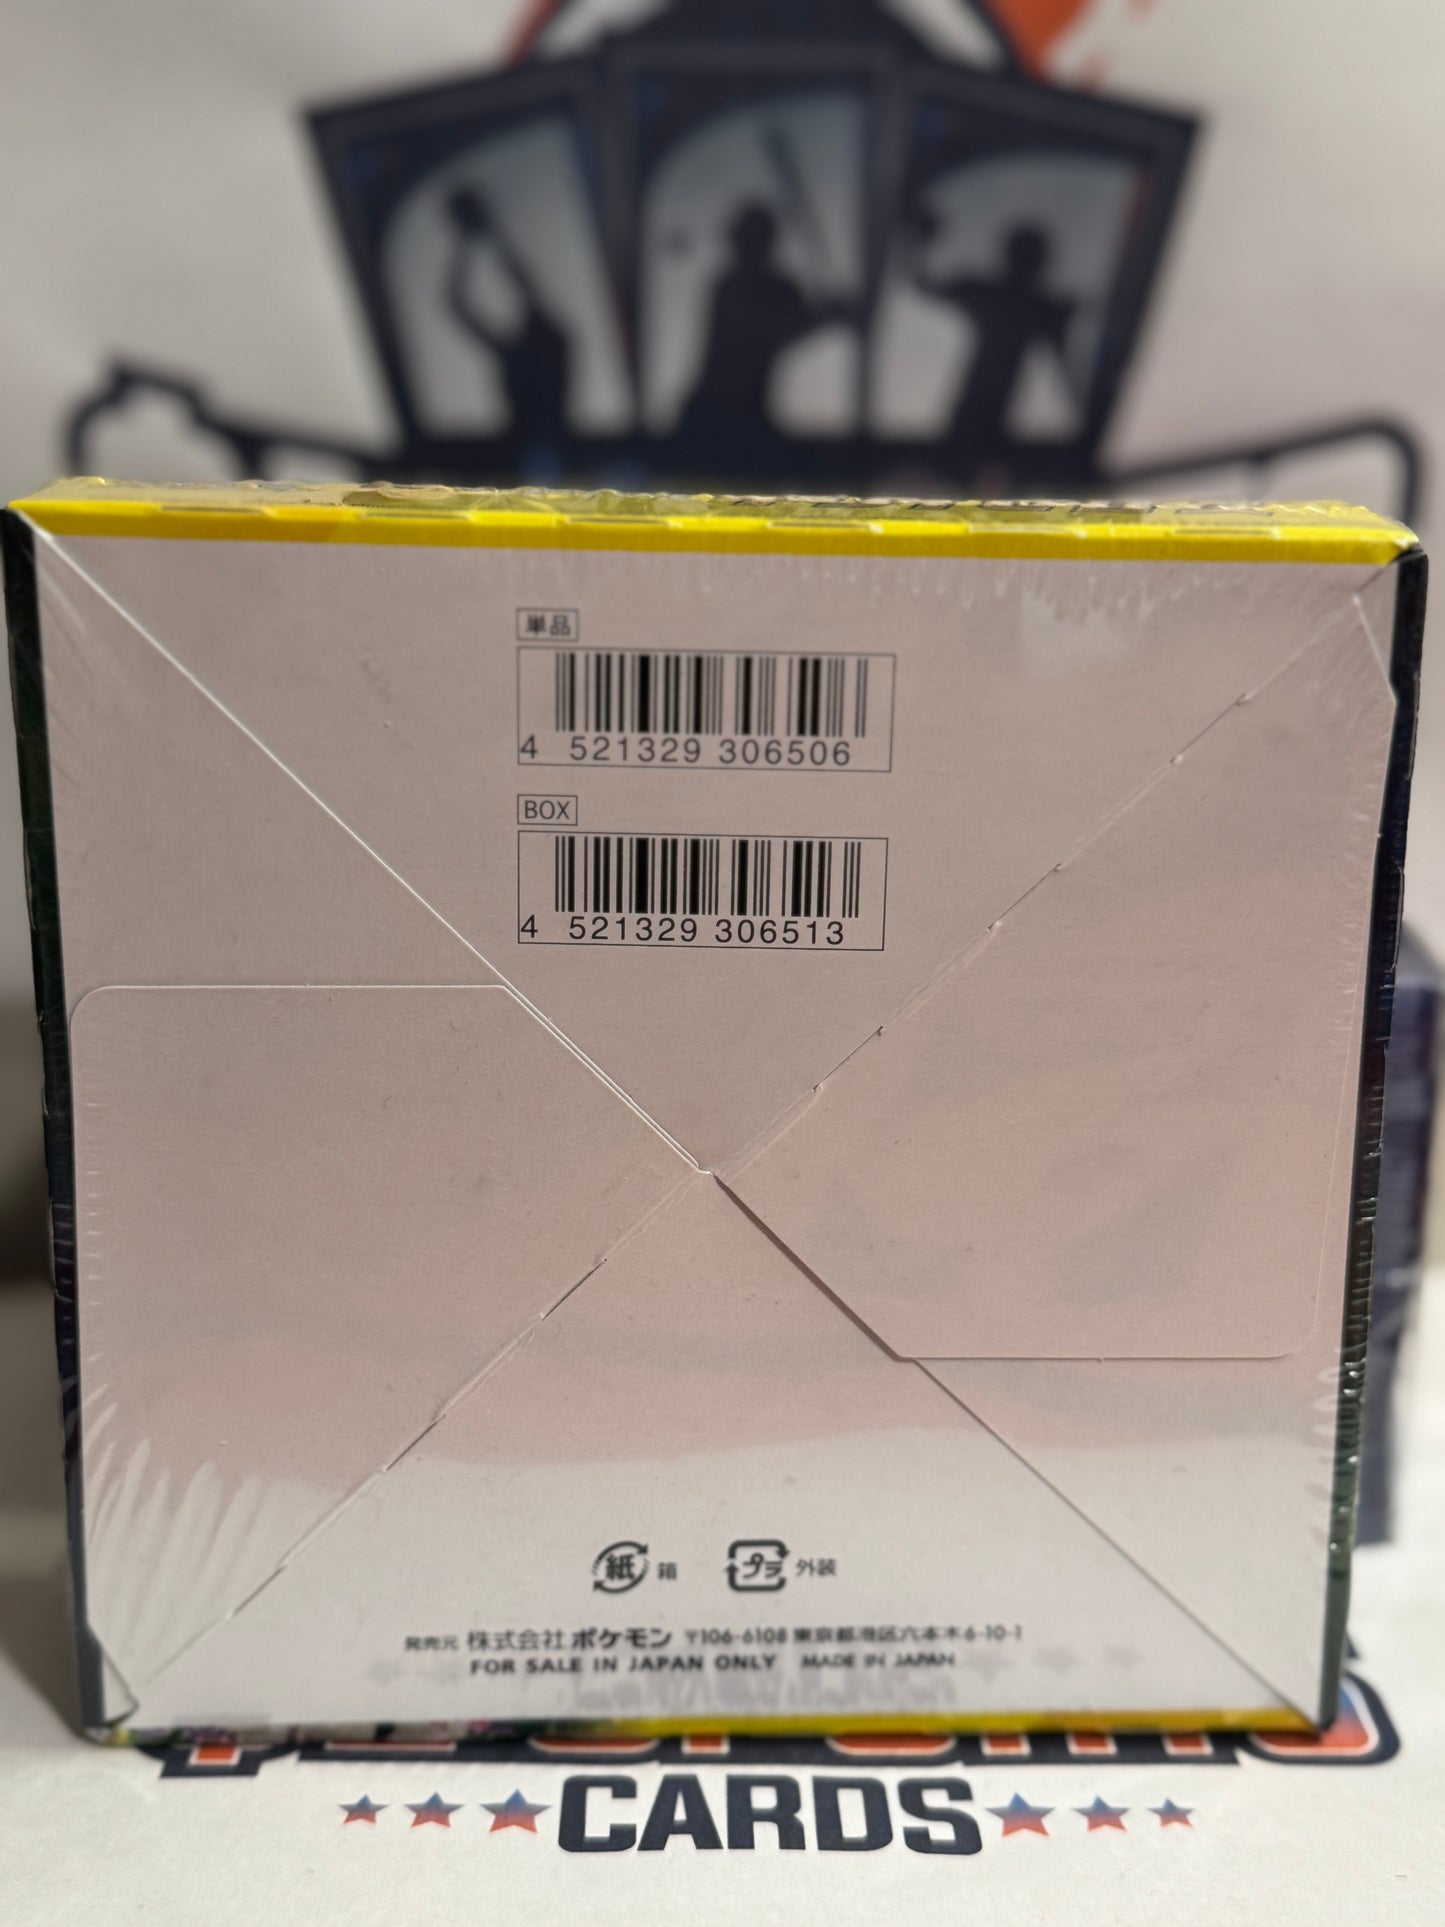 単品
4 521329 306506
BOX
4 521329 306513
紙 箱 プラ 外装
発売元 株式会社 ポケモン 〒106-6108 東京都港区六本木6-10-1
FOR SALE IN JAPAN ONLY MADE IN JAPAN
CARDS